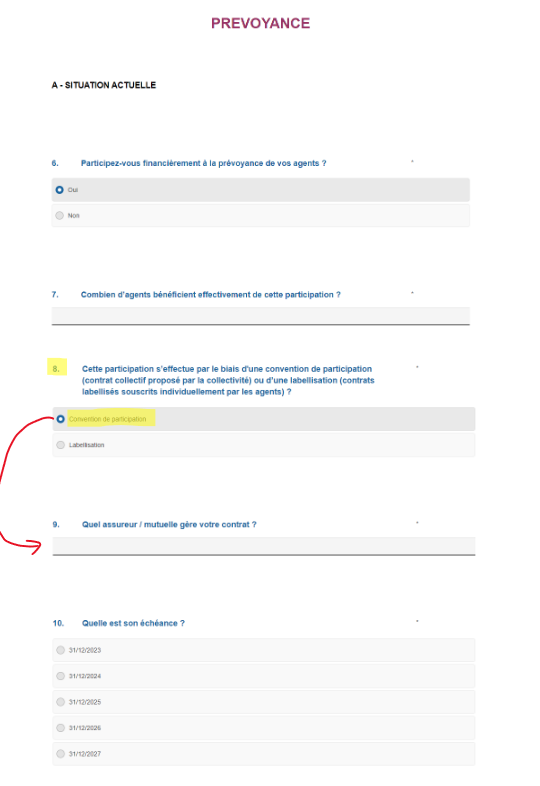 PREVOYANCE
A - SITUATION ACTUELLE
6. Participez-vous financièrement à la prévoyance de vos agents ? *
Oui
Non
7. Combien d'agents bénéficient effectivement de cette participation ? *
8. Cette participation s'effectue par le biais d'une convention de participation *
(contrat collectif proposé par la collectivité) ou d'une labellisation (contrats
labellisés souscrits individuellement par les agents) ?
Convention de participation
Labellisation
9. Quel assureur / mutuelle gère votre contrat ? *
10. Quelle est son échéance ? *
31/12/2023
31/12/2024
31/12/2025
31/12/2026
31/12/2027